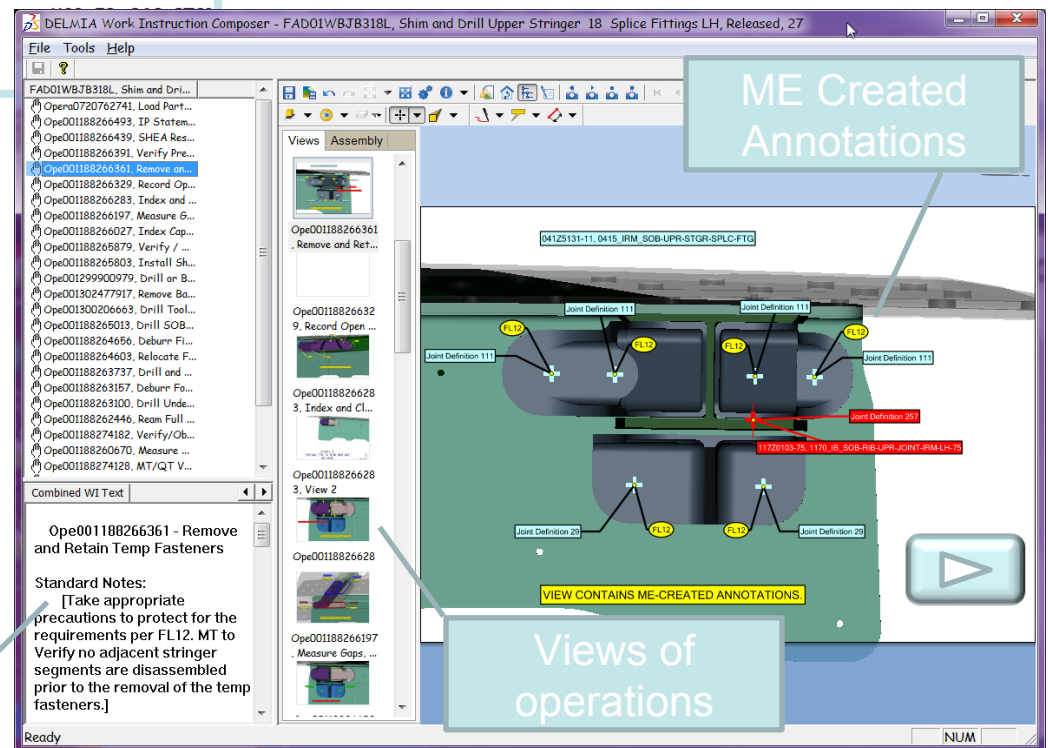 DELMIA Work Instruction Composer - FAD01WBJB318L, Shim and Drill Upper Stringer 18 Splice Fittings LH, Released, 27
File Tools Help
FAD01WBJB318L, Shim and Dri...
Opera0720762741, Load Part...
Ope001188266493, IP Statem...
Ope001188266439, SHEA Res...
Ope001188266391, Verify Pre...
Ope001188266361, Remove an...
Ope001188266329, Record Op...
Ope001188266283, Index and ...
Ope001188266197, Measure G...
Ope001188266027, Index Cap...
Ope001188265879, Verify / ...
Ope001188265803, Install Sh...
Ope001299900979, Drill or B...
Ope001302477917, Remove Ba...
Ope001300206663, Drill Tool...
Ope001188265013, Drill SOB...
Ope001188264656, Deburr Fi...
Ope001188264603, Relocate F...
Ope001188263737, Drill and ...
Ope001188263157, Deburr Fo...
Ope001188263100, Drill Unde...
Ope001188262446, Ream Full ...
Ope001188274182, Verify/Ob...
Ope001188260670, Measure ...
Ope001188274128, MT/QT V...
Combined WI Text
Ope001188266361 - Remove
and Retain Temp Fasteners
Standard Notes:
[Take appropriate
precautions to protect for the
requirements per FL12. MT to
Verify no adjacent stringer
segments are disassembled
prior to the removal of the temp
fasteners.]
Views Assembly
Ope001188266361
, Remove and Ret...
Ope00118826632
9, Record Open ...
Ope00118826628
3, Index and Cl...
Ope00118826628
3, View 2
Ope00118826628
Ope001188266197
, Measure Gaps, ...
ME Created
Annotations
041Z5131-11, 0415_IRM_SOB-UPR-STGR-SPLC-FTG
Joint Definition 111
Joint Definition 111
FL12
FL12
FL12
FL12
Joint Definition 111
Joint Definition 111
Joint Definition 257
117Z0103-75, 1170_IB_SOB-RIB-UPR-JOINT-IRM-LH-75
Joint Definition 29
FL12
FL12
Joint Definition 29
VIEW CONTAINS ME-CREATED ANNOTATIONS.
Views of
operations
Ready
NUM